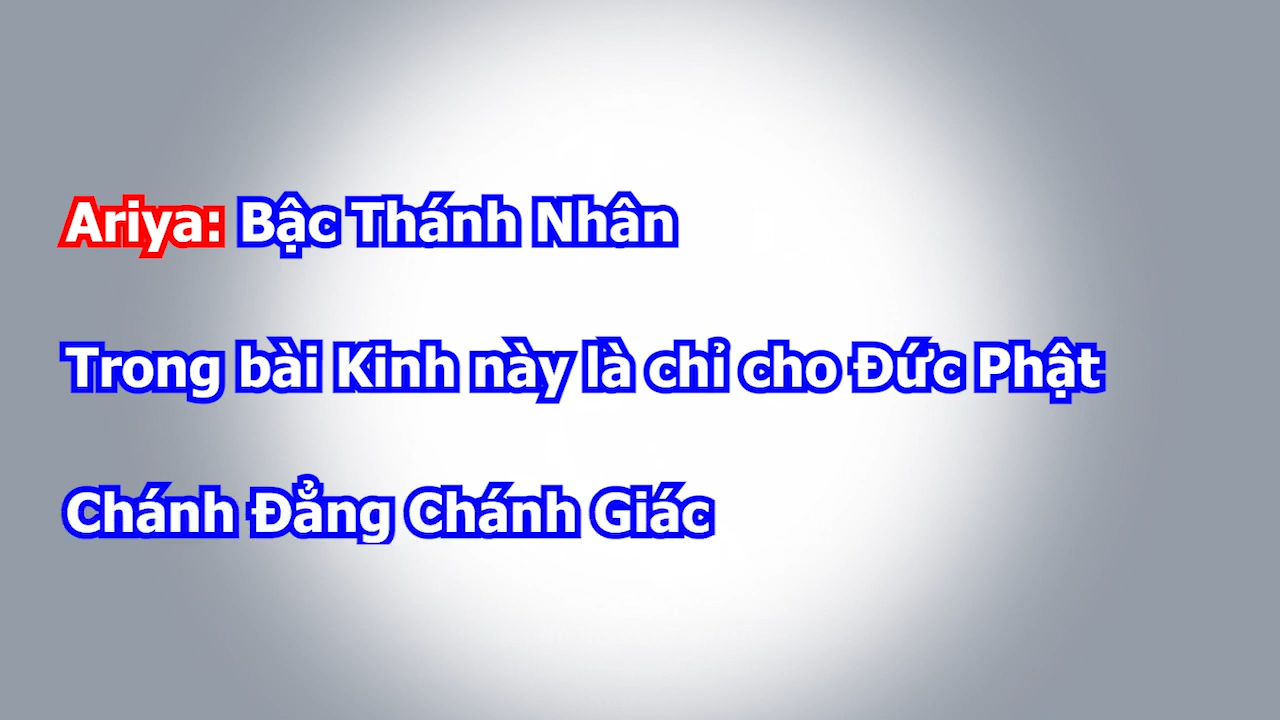 Ariya: Bậc Thánh Nhân
Trong bài Kinh này là chỉ cho Đức Phật
Chánh Đẳng Chánh Giác